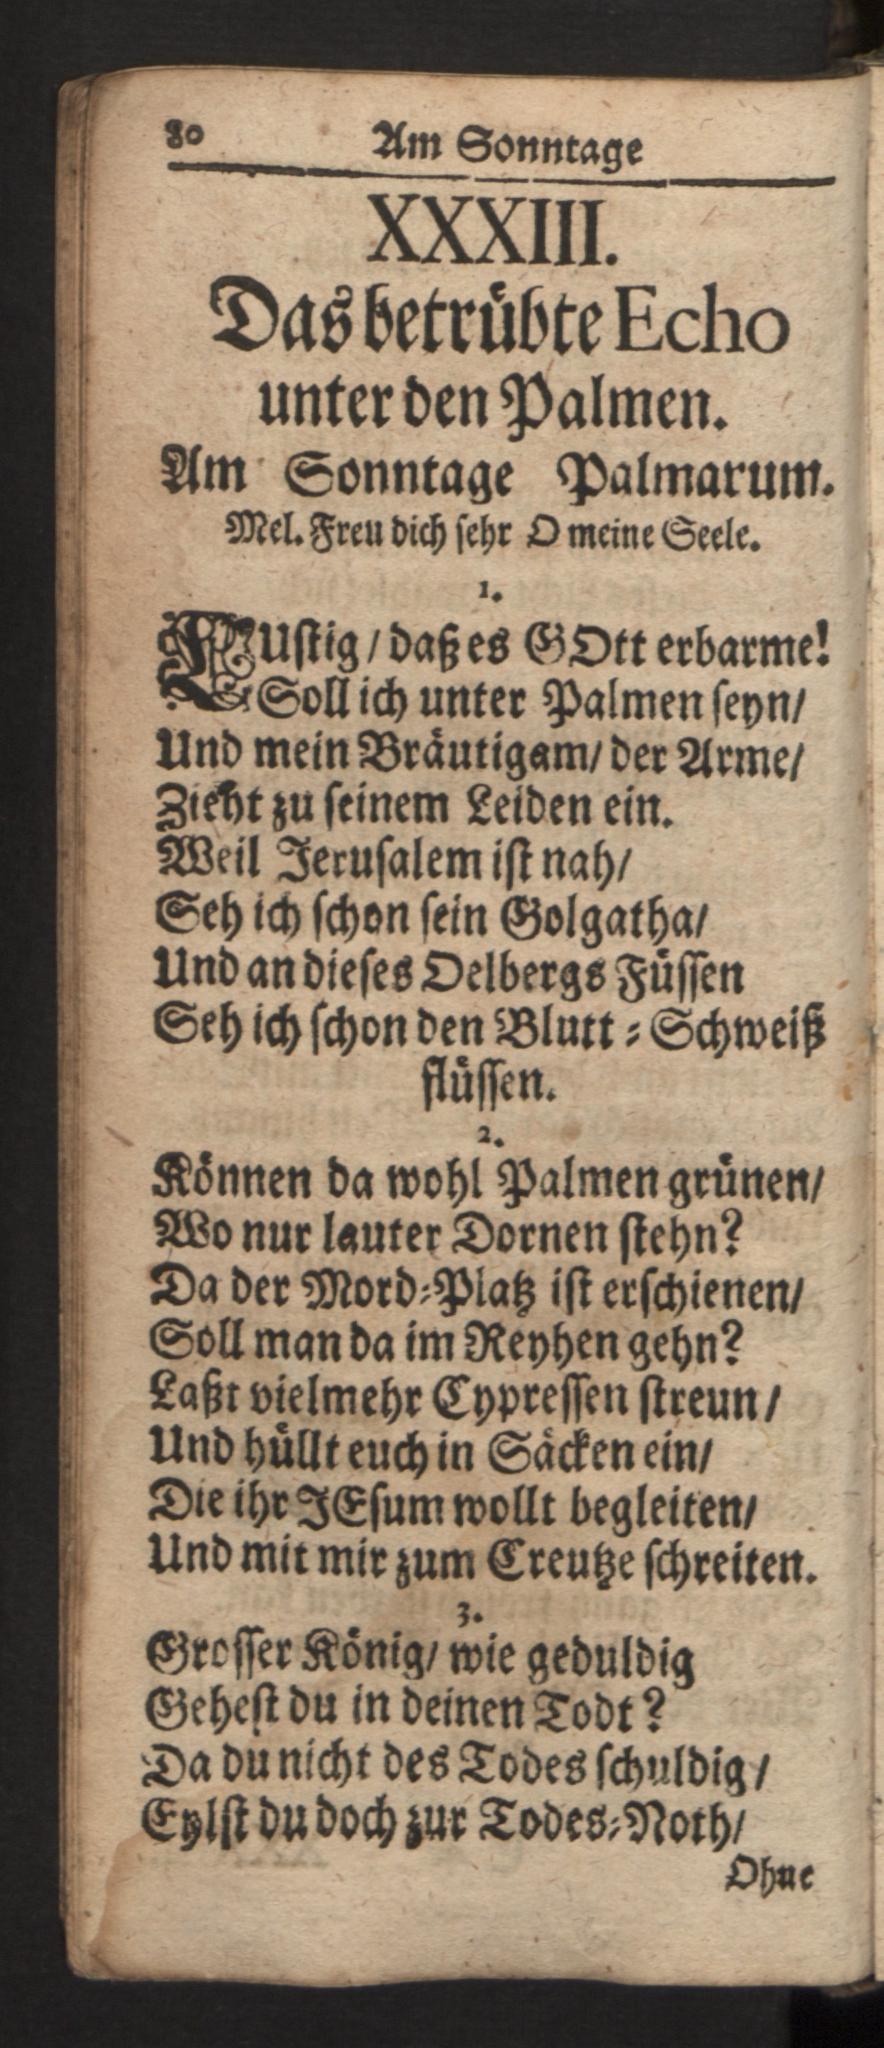 80 Am Sonntage
XXXIII.
Das betrübte Echo
unter den Palmen.
Am Sonntage Palmarum.
Mel. Freu dich sehr O meine Seele.
1.
LUstig / daß es GOtt erbarme!
Soll ich unter Palmen seyn/
Und mein Bräutigam/ der Arme/
Zieht zu seinem Leiden ein.
Weil Jerusalem ist nah/
Seh ich schon sein Golgatha/
Und an dieses Oelbergs Füssen
Seh ich schon den Blutt-Schweiß
flüssen.
2.
Können da wohl Palmen grünen/
Wo nur lauter Dornen stehn?
Da der Mord-Platz ist erschienen/
Soll man da im Reyhen gehn?
Laßt vielmehr Cypressen streun/
Und hüllt euch in Säcken ein/
Die ihr JEsum wollt begleiten/
Und mit mir zum Creutze schreiten.
3.
Grosser König/ wie geduldig
Gehest du in deinen Todt?
Da du nicht des Todes schuldig/
Eylst du doch zur Todes-Noth/
Ohne